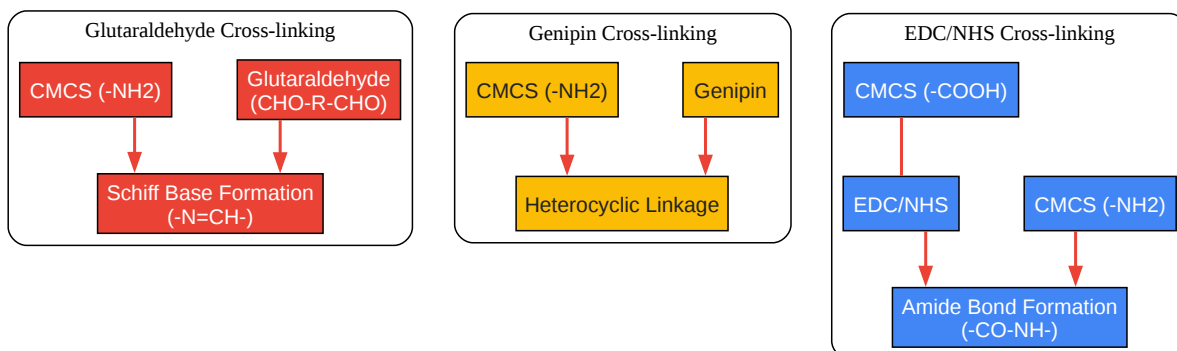 Glutaraldehyde Cross-linking
CMCS (-NH2)
Glutaraldehyde
(CHO-R-CHO)
Schiff Base Formation
(-N=CH-)
Genipin Cross-linking
CMCS (-NH2)
Genipin
Heterocyclic Linkage
EDC/NHS Cross-linking
CMCS (-COOH)
EDC/NHS
CMCS (-NH2)
Amide Bond Formation
(-CO-NH-)